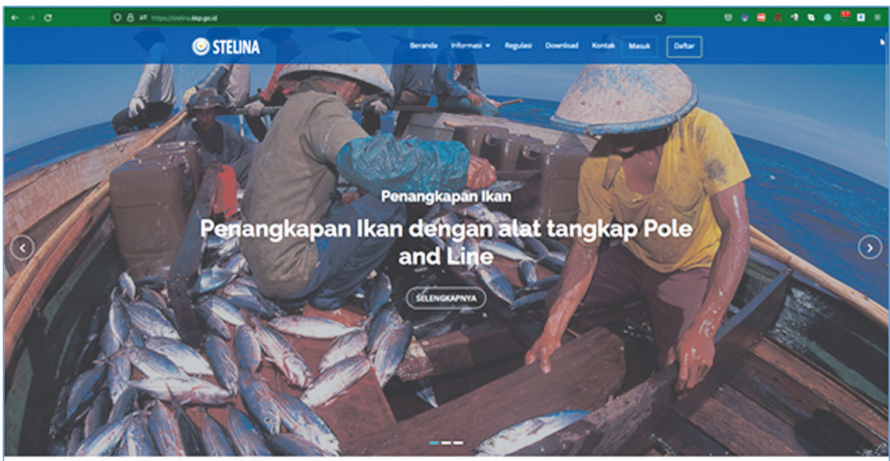 https://stelina.kkp.go.id
STELINA
Beranda Informasi Regulasi Download Kontak Masuk Daftar
Penangkapan Ikan
Penangkapan Ikan dengan alat tangkap Pole
and Line
SELENGKAPNYA